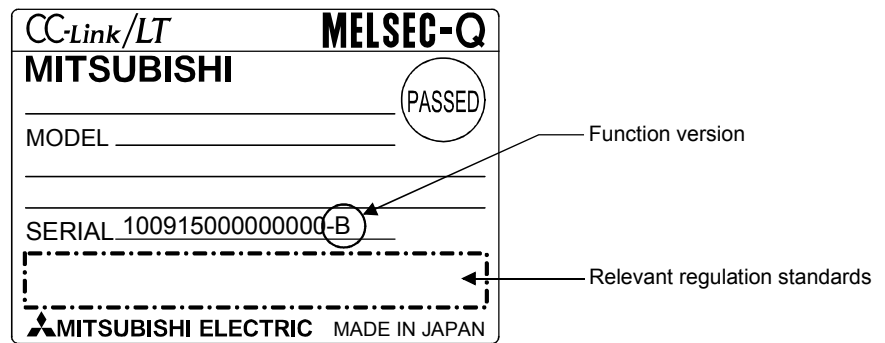 CC-Link/LT MELSEC-Q
MITSUBISHI
PASSED
MODEL
Function version
SERIAL 100915000000000-B
Relevant regulation standards
MITSUBISHI ELECTRIC MADE IN JAPAN